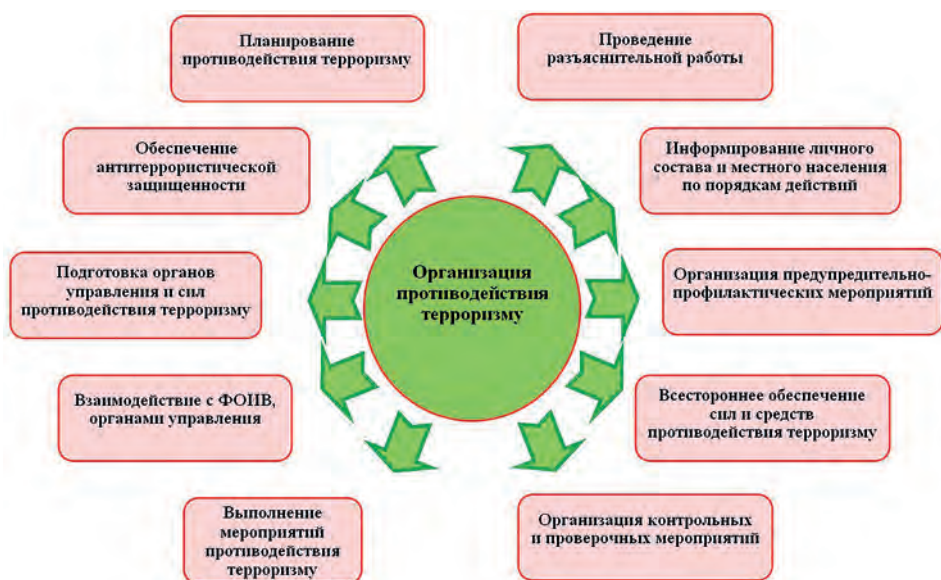 Планирование
противодействия терроризму
Проведение
разъяснительной работы
Обеспечение
антитеррористической
защищенности
Информирование личного
состава и местного населения
по порядкам действий
Подготовка органов
управления и сил
противодействия терроризму
Организация
противодействия
терроризму
Организация предупредительно-
профилактических мероприятий
Взаимодействие с ФОИВ,
органами управления
Всестороннее обеспечение
сил и средств
противодействия терроризму
Выполнение
мероприятий
противодействия
терроризму
Организация контрольных
и проверочных мероприятий